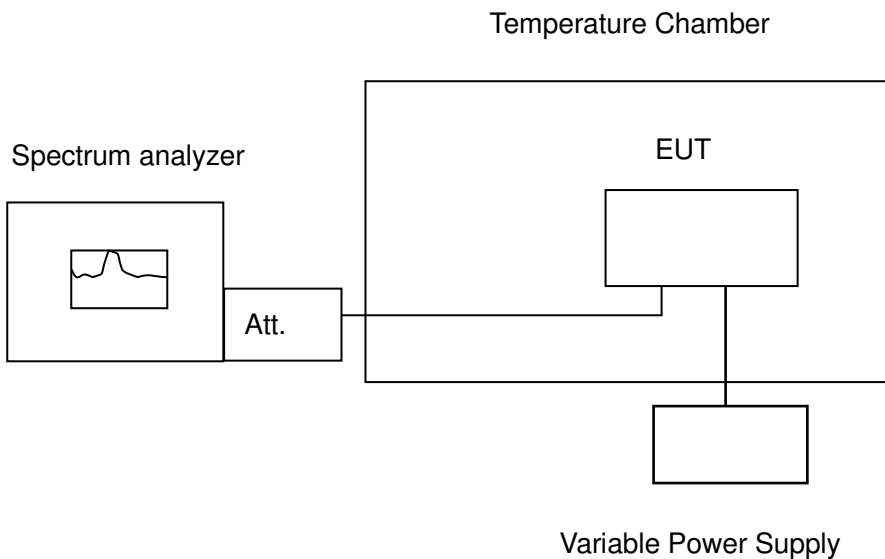 Temperature Chamber
Spectrum analyzer
EUT
Att.
Variable Power Supply